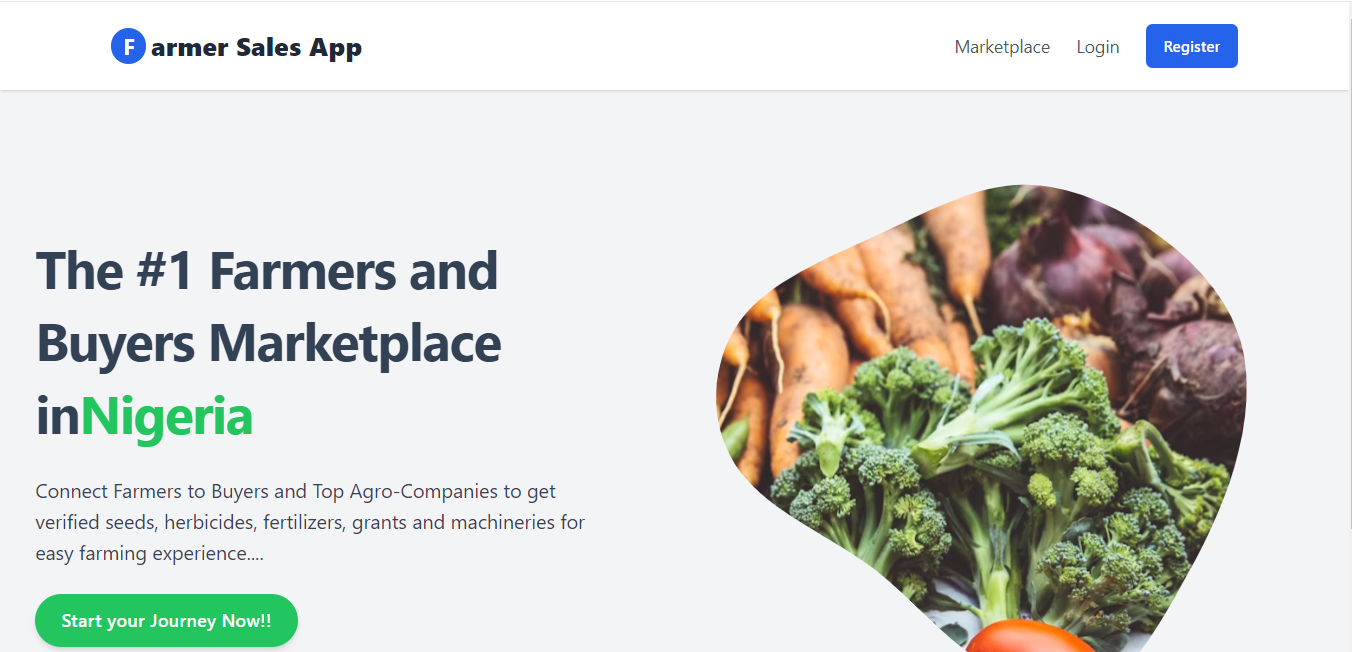 Farmer Sales App
Marketplace
Login
Register
The #1 Farmers and
Buyers Marketplace
inNigeria
Connect Farmers to Buyers and Top Agro-Companies to get
verified seeds, herbicides, fertilizers, grants and machineries for
easy farming experience....
Start your Journey Now!!